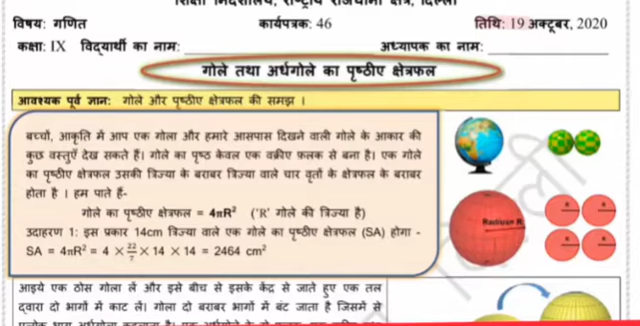 शिक्षा निदेशालय, राष्ट्रीय राजधानी क्षेत्र, दिल्ली
विषय: गणित कार्यपत्रक: 46 तिथि: 19 अक्टूबर, 2020
कक्षा: IX विद्यार्थी का नाम: अध्यापक का नाम:
गोले तथा अर्धगोले का पृष्ठीए क्षेत्रफल
आवश्यक पूर्व ज्ञान: गोले और पृष्ठीए क्षेत्रफल की समझ ।
बच्चों, आकृति में आप एक गोला और हमारे आसपास दिखने वाली गोले के आकार की
कुछ वस्तुएँ देख सकते हैं। गोले का पृष्ठ केवल एक वक्रीए फ़लक से बना है। एक गोले
का पृष्ठीए क्षेत्रफल उसकी त्रिज्या के बराबर त्रिज्या वाले चार वृतों के क्षेत्रफल के बराबर
होता है । हम पाते हैं-
गोले का पृष्ठीए क्षेत्रफल = 4πR² ('R' गोले की त्रिज्या है)
उदाहरण 1: इस प्रकार 14cm त्रिज्या वाले एक गोले का पृष्ठीए क्षेत्रफल (SA) होगा -
SA = 4πR² = 4 × 22/7 × 14 × 14 = 2464 cm²
Radius= R
R R
R R
आइये एक ठोस गोला लें और इसे बीच से इसके केंद्र से जाते हुए एक तल
द्वारा दो भागों में काट लें। गोला दो बराबर भागों में बंट जाता है जिसमें से